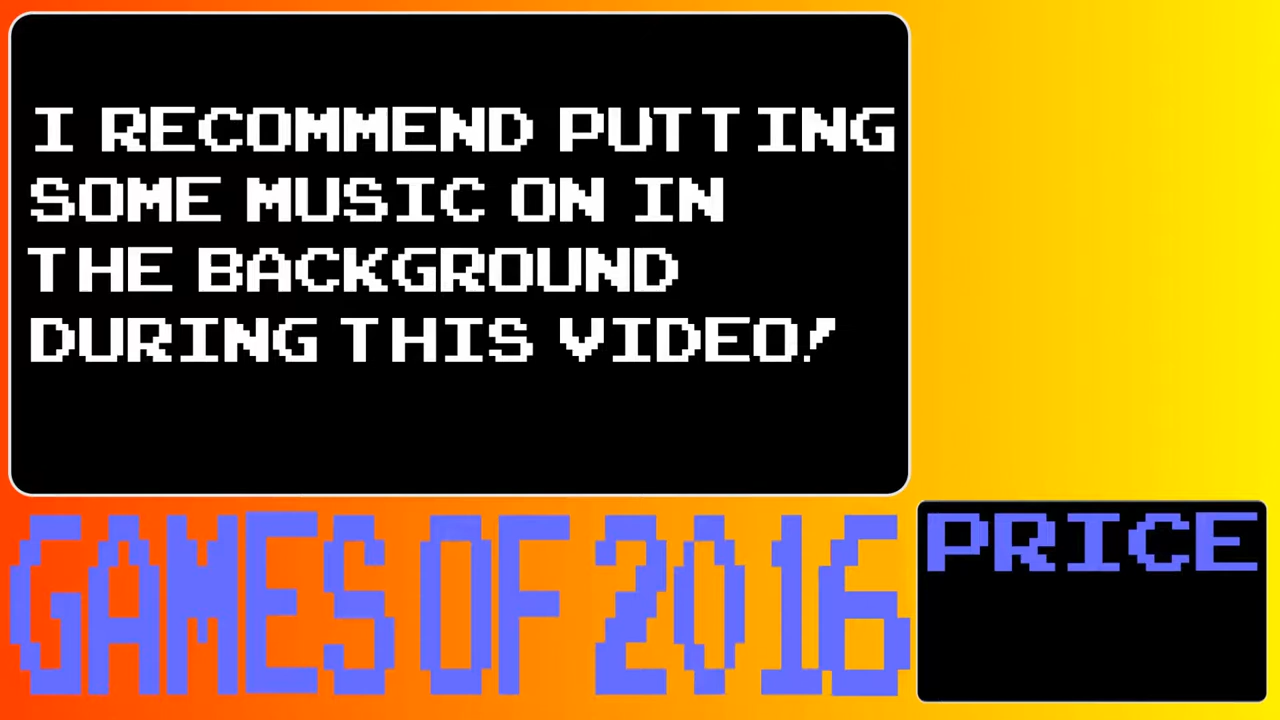 I RECOMMEND PUTTING
SOME MUSIC ON IN
THE BACKGROUND
DURING THIS VIDEO!
GAMES OF 2016
PRICE